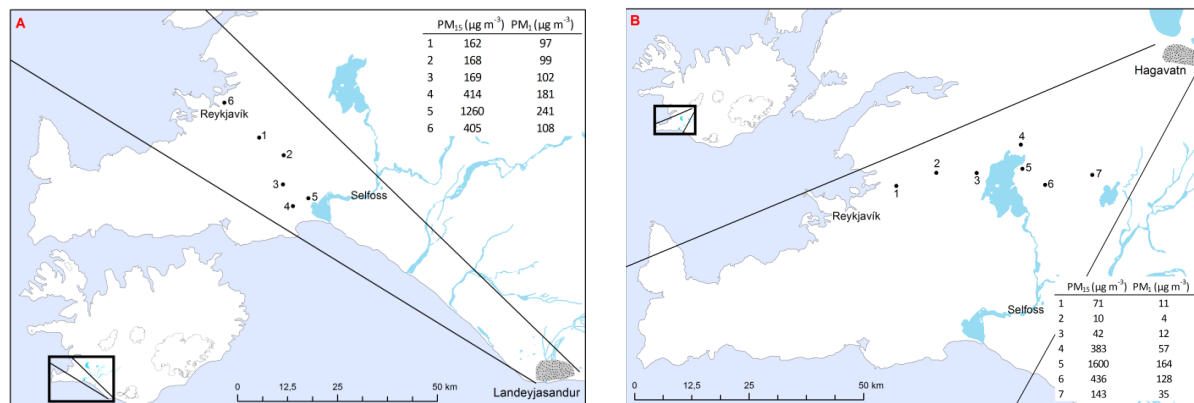 A
PM15 (µg m-3) PM1 (µg m-3)
1 162 97
2 168 99
3 169 102
4 414 181
5 1260 241
6 405 108
6
Reykjavík
1
2
3
5
4
Selfoss
Landeyjasandur
0 12,5 25 50 km
B
Hagavatn
4
2
3
5
7
6
1
Reykjavík
Selfoss
PM15 (µg m-3) PM1 (µg m-3)
1 71 11
2 10 4
3 42 12
4 383 57
5 1600 164
6 436 128
7 143 35
0 12,5 25 50 km